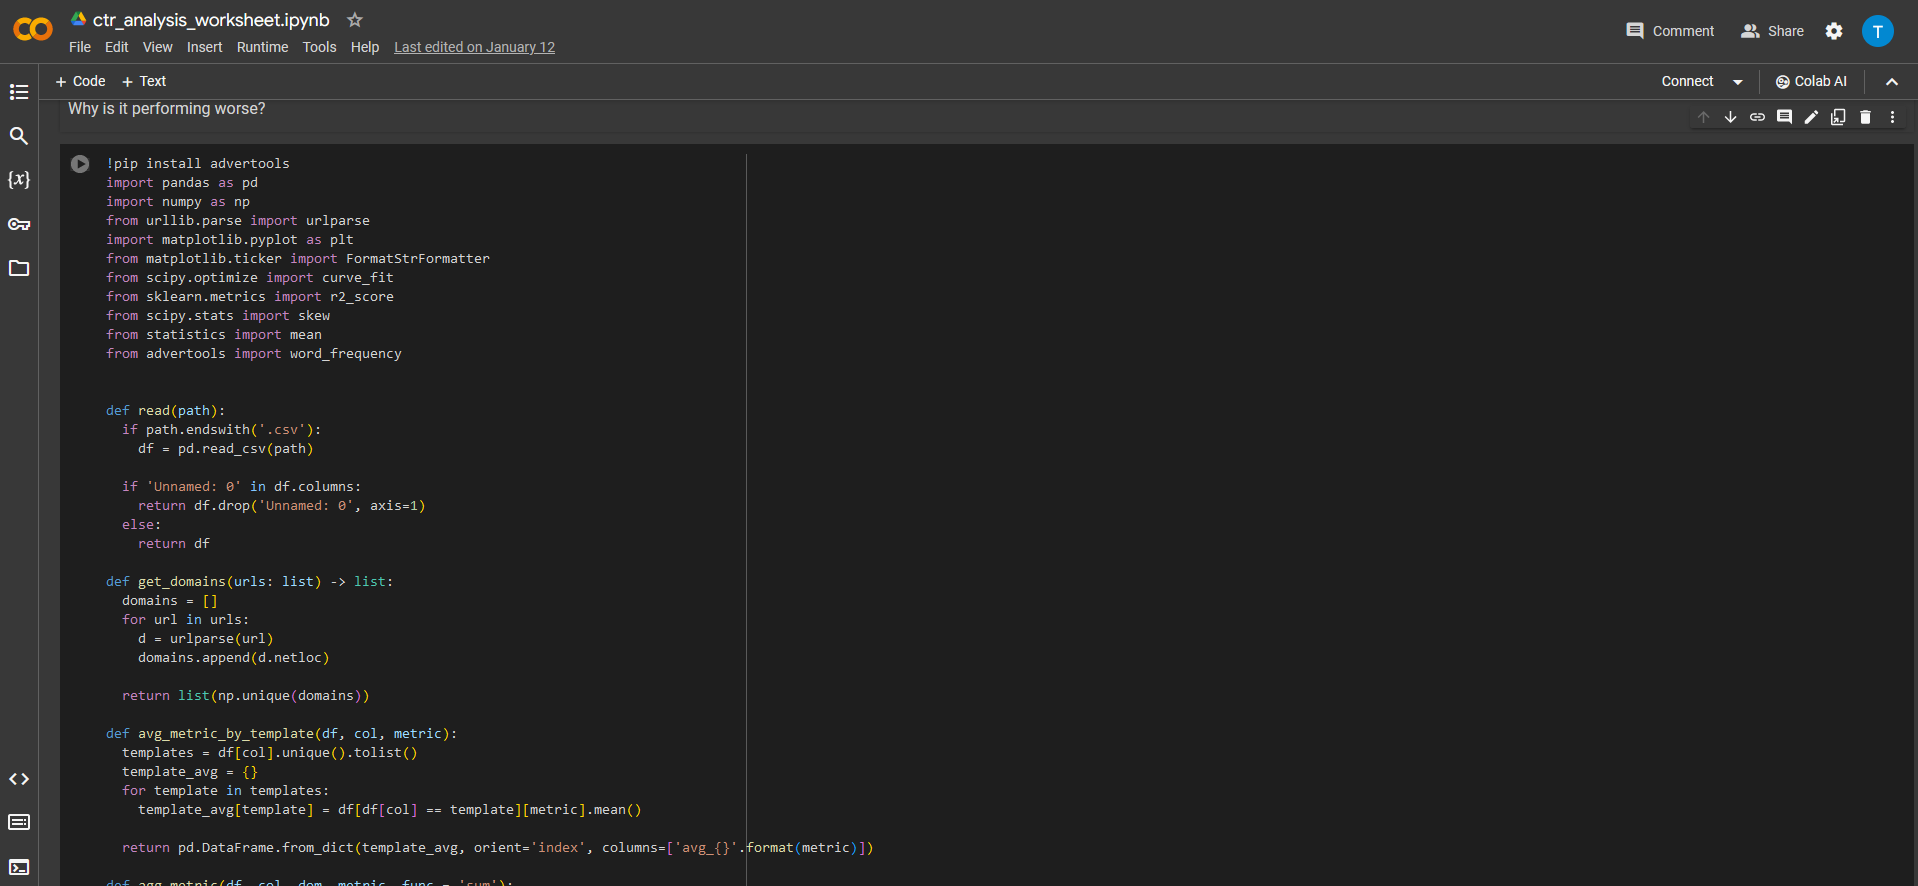 ctr_analysis_worksheet.ipynb
File Edit View Insert Runtime Tools Help Last edited on January 12
Comment Share T
+ Code + Text
Connect Colab AI
Why is it performing worse?
{x}
!pip install advertools
import pandas as pd
import numpy as np
from urllib.parse import urlparse
import matplotlib.pyplot as plt
from matplotlib.ticker import FormatStrFormatter
from scipy.optimize import curve_fit
from sklearn.metrics import r2_score
from scipy.stats import skew
from statistics import mean
from advertools import word_frequency
def read(path):
if path.endswith('.csv'):
df = pd.read_csv(path)
if 'Unnamed: 0' in df.columns:
return df.drop('Unnamed: 0', axis=1)
else:
return df
def get_domains(urls: list) -> list:
domains = []
for url in urls:
d = urlparse(url)
domains.append(d.netloc)
return list(np.unique(domains))
def avg_metric_by_template(df, col, metric):
templates = df[col].unique().tolist()
template_avg = {}
for template in templates:
template_avg[template] = df[df[col] == template][metric].mean()
return pd.DataFrame.from_dict(template_avg, orient='index', columns=['avg_{}'.format(metric)])
def agg_metric(df, col, dom, metric, func = 'sum'):